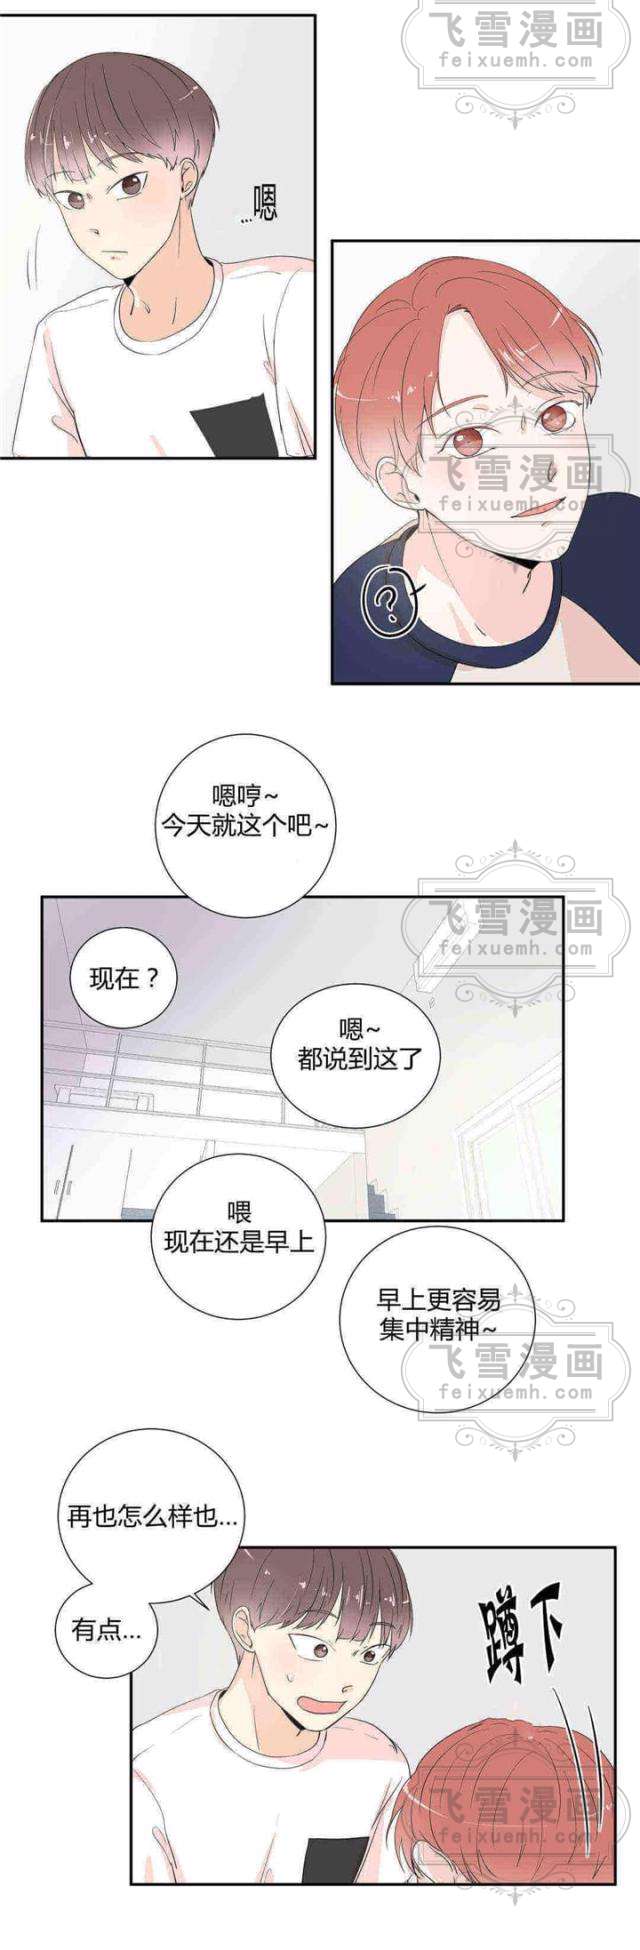 飞雪漫画
feixuemh.com
...嗯
飞雪漫画
feixuemh.com
?
嗯哼~
今天就这个吧~
飞雪漫画
feixuemh.com
现在？
嗯~
都说到这了
喂
现在还是早上
早上更容易
集中精神~
飞雪漫画
feixuemh.com
再也怎么样也...
有点...
蹲下
飞雪漫画
feixuemh.com